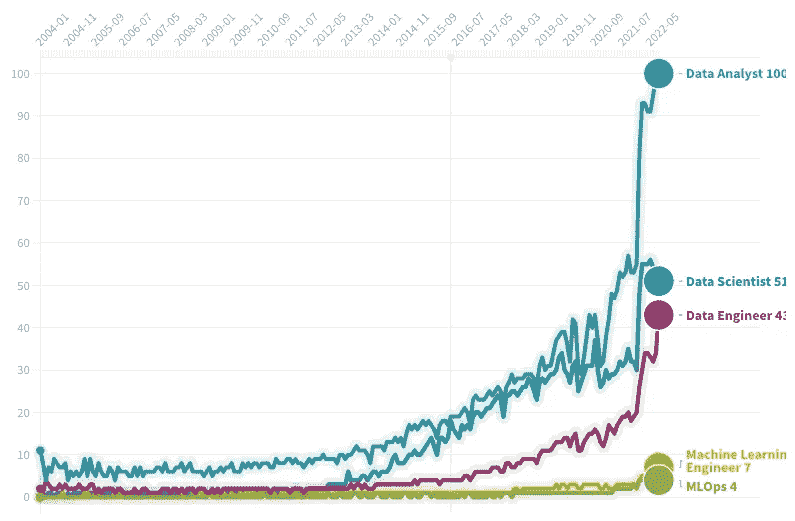 2004-01 2004-11 2005-09 2006-07 2007-05 2008-03 2009-01 2009-11 2010-09 2011-07 2012-05 2013-03 2014-01 2014-11 2015-09 2016-07 2017-05 2018-03 2019-01 2019-11 2020-09 2021-07 2022-05
100
Data Analyst 100
90
80
70
60
50
Data Scientist 51
40
Data Engineer 43
30
20
10
Machine Learnin
Engineer 7
MLOps 4
0